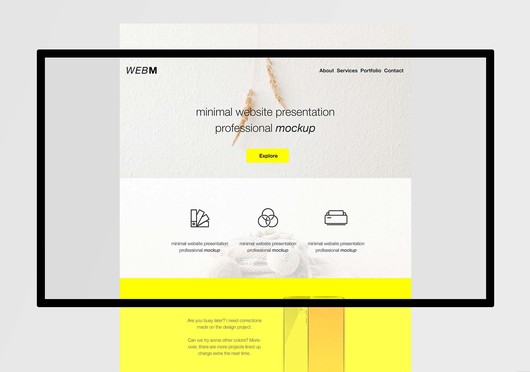 WEBM
About Services Portfolio Contact
minimal website presentation
professional mockup
Explore
minimal website presentation
professional mockup
minimal website presentation
professional mockup
minimal website presentation
professional mockup
Are you busy later? I need corrections
made on the design project.
Can we try some other colors? More-
over, there are more projects lined up
change extra the next time.